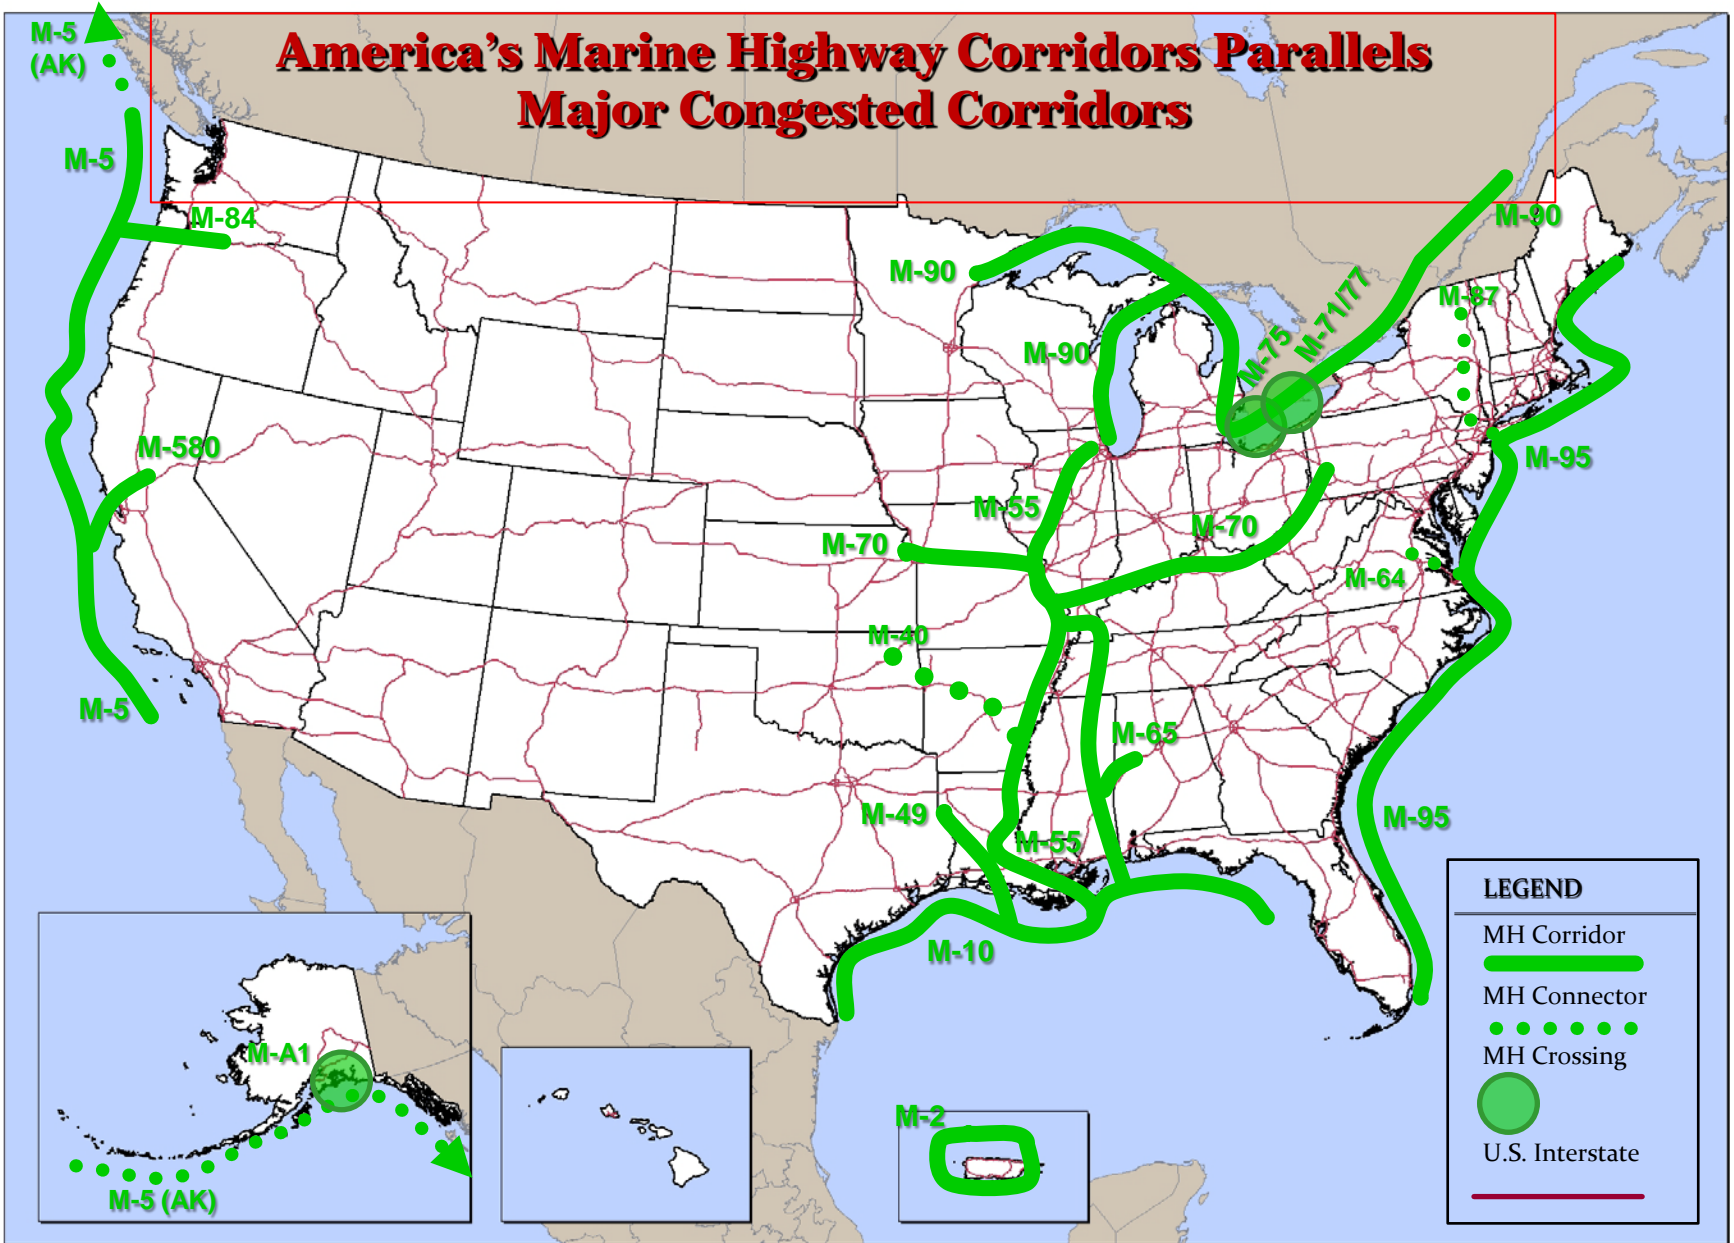 America's Marine Highway Corridors Parallels
Major Congested Corridors
M-5
(AK)
M-5
M-84
M-90
M-90
M-87
M-71/77
M-75
M-90
M-580
M-95
M-55
M-70
M-70
M-64
M-40
M-5
M-65
M-49
M-55
M-95
M-10
M-A1
M-5 (AK)
M-2
LEGEND
MH Corridor
MH Connector
MH Crossing
U.S. Interstate